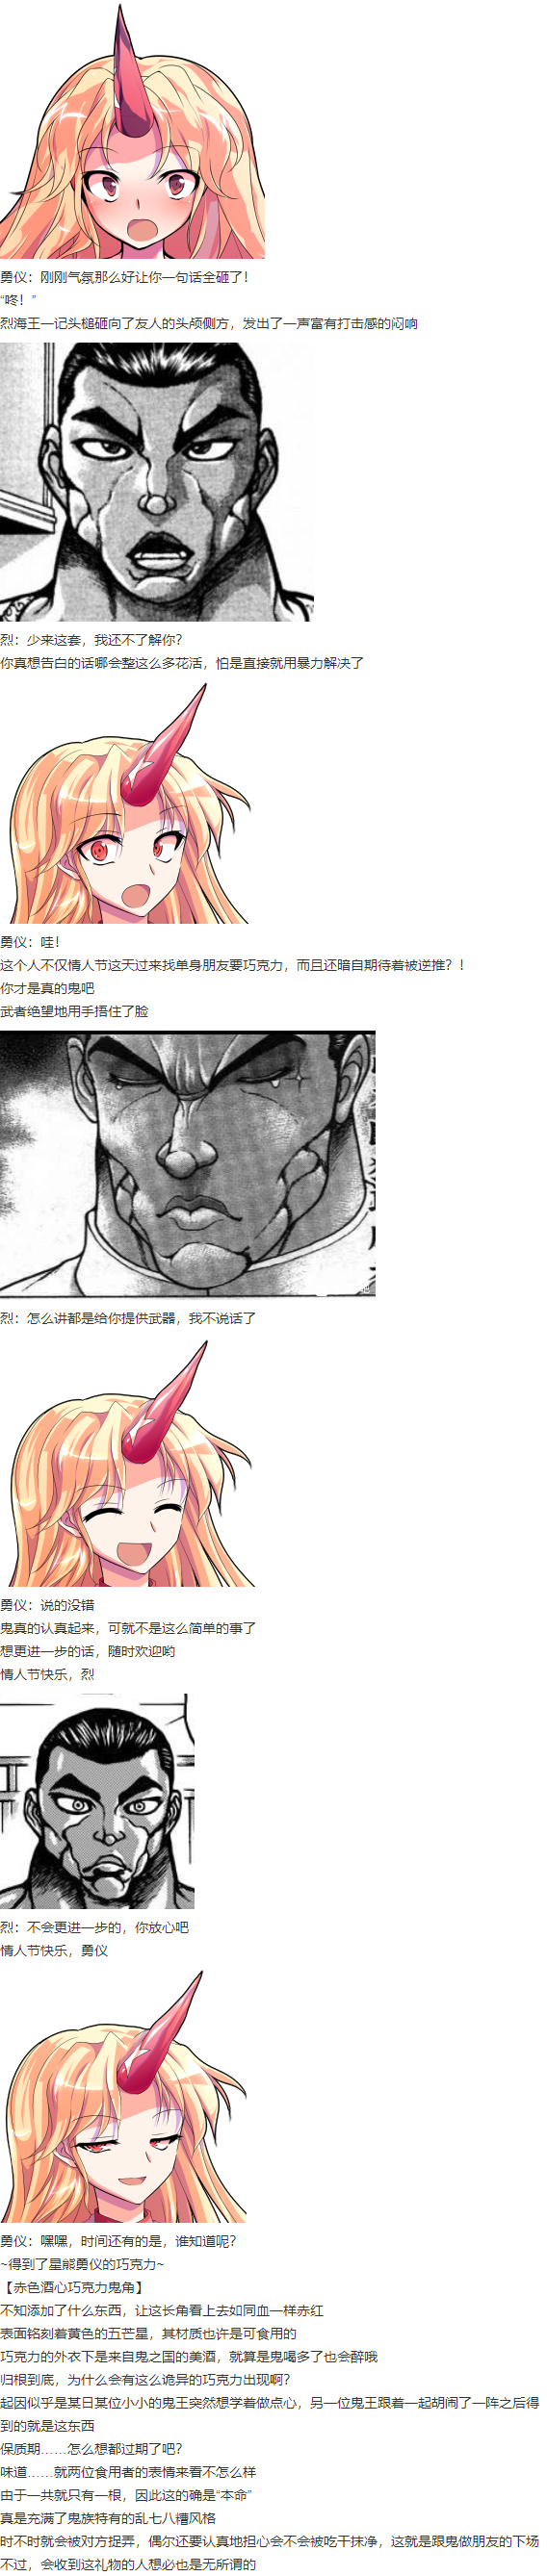 勇仪：刚刚气氛那么好让你一句话全砸了！
“咚！”
烈海王一记头槌砸向了友人的头颅侧方，发出了一声富有打击感的闷响
烈：少来这套，我还不了解你？
你真想告白的话哪会整这么多花活，怕是直接就用暴力解决了
勇仪：哇！
这个人不仅情人节这天过来找单身朋友要巧克力，而且还暗自期待着被逆推？！
你才是真的鬼吧
武者绝望地用手捂住了脸
烈：怎么讲都是给你提供武器，我不说话了
勇仪：说的没错
鬼真的认真起来，可就不是这么简单的事了
想更进一步的话，随时欢迎哟
情人节快乐，烈
烈：不会更进一步的，你放心吧
情人节快乐，勇仪
勇仪：嘿嘿，时间还有的是，谁知道呢？
~得到了星熊勇仪的巧克力~
【赤色酒心巧克力鬼角】
不知添加了什么东西，让这长角看上去如同血一样赤红
表面铭刻着黄色的五芒星，其材质也许是可食用的
巧克力的外衣下是来自鬼之国的美酒，就算是鬼喝多了也会醉哦
归根到底，为什么会有这么诡异的巧克力出现啊？
起因似乎是某日某位小小的鬼王突然想学着做点心，另一位鬼王跟着一起胡闹了一阵之后得
到的就是这东西
保质期……怎么想都过期了吧？
味道……就两位食用者的表情来看不怎么样
由于一共就只有一根，因此这的确是“本命”
真是充满了鬼族特有的乱七八糟风格
时不时就会被对方捉弄，偶尔还要认真地担心会不会被吃干抹净，这就是跟鬼做朋友的下场
不过，会收到这礼物的人想必也是无所谓的